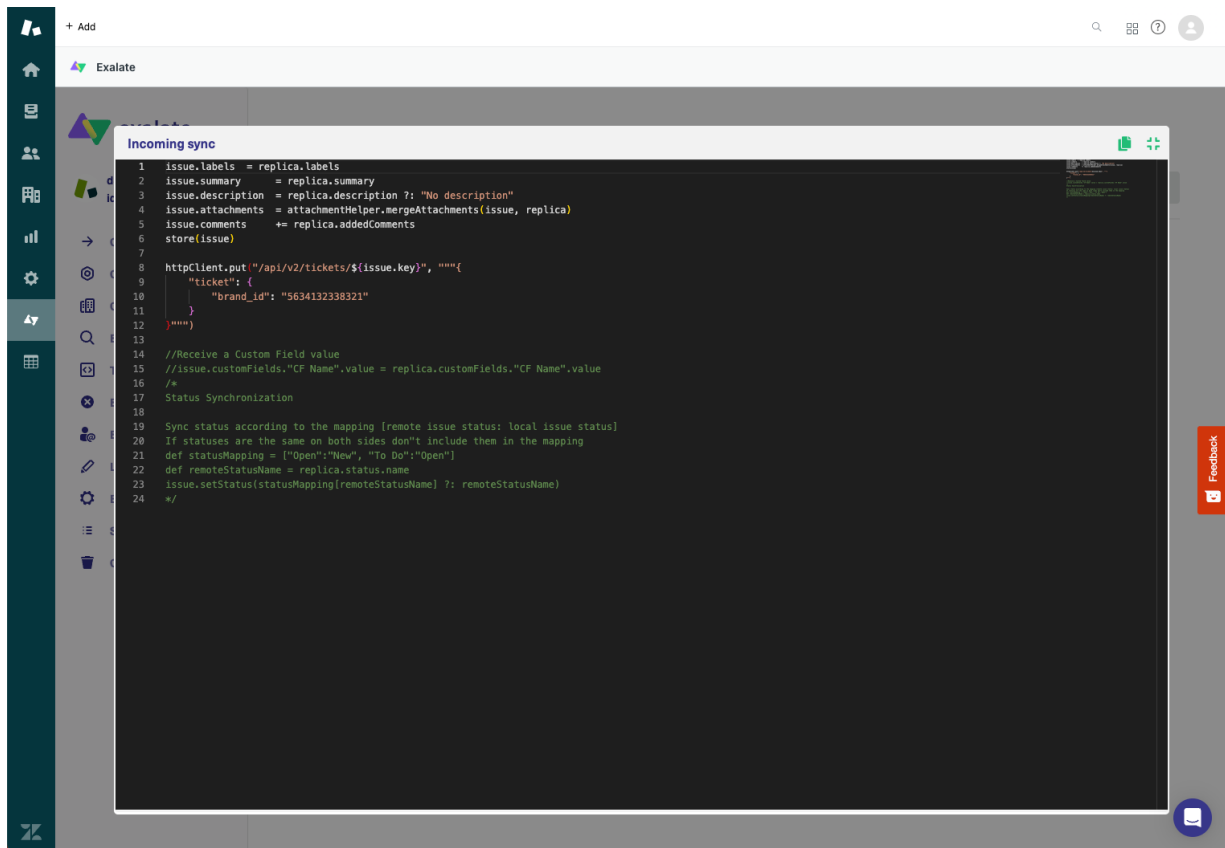 + Add
Exalate
Incoming sync
1 issue.labels  = replica.labels
2 issue.summary      = replica.summary
3 issue.description  = replica.description ?: "No description"
4 issue.attachments  = attachmentHelper.mergeAttachments(issue, replica)
5 issue.comments     += replica.addedComments
6 store(issue)
7
8 httpClient.put("/api/v2/tickets/${issue.key}", """{
9     "ticket": {
10         "brand_id": "5634132338321"
11     }
12 }""")
13
14 //Receive a Custom Field value
15 //issue.customFields."CF Name".value = replica.customFields."CF Name".value
16 /*
17 Status Synchronization
18
19 Sync status according to the mapping [remote issue status: local issue status]
20 If statuses are the same on both sides don"t include them in the mapping
21 def statusMapping = ["Open":"New", "To Do":"Open"]
22 def remoteStatusName = replica.status.name
23 issue.setStatus(statusMapping[remoteStatusName] ?: remoteStatusName)
24 */
Feedback